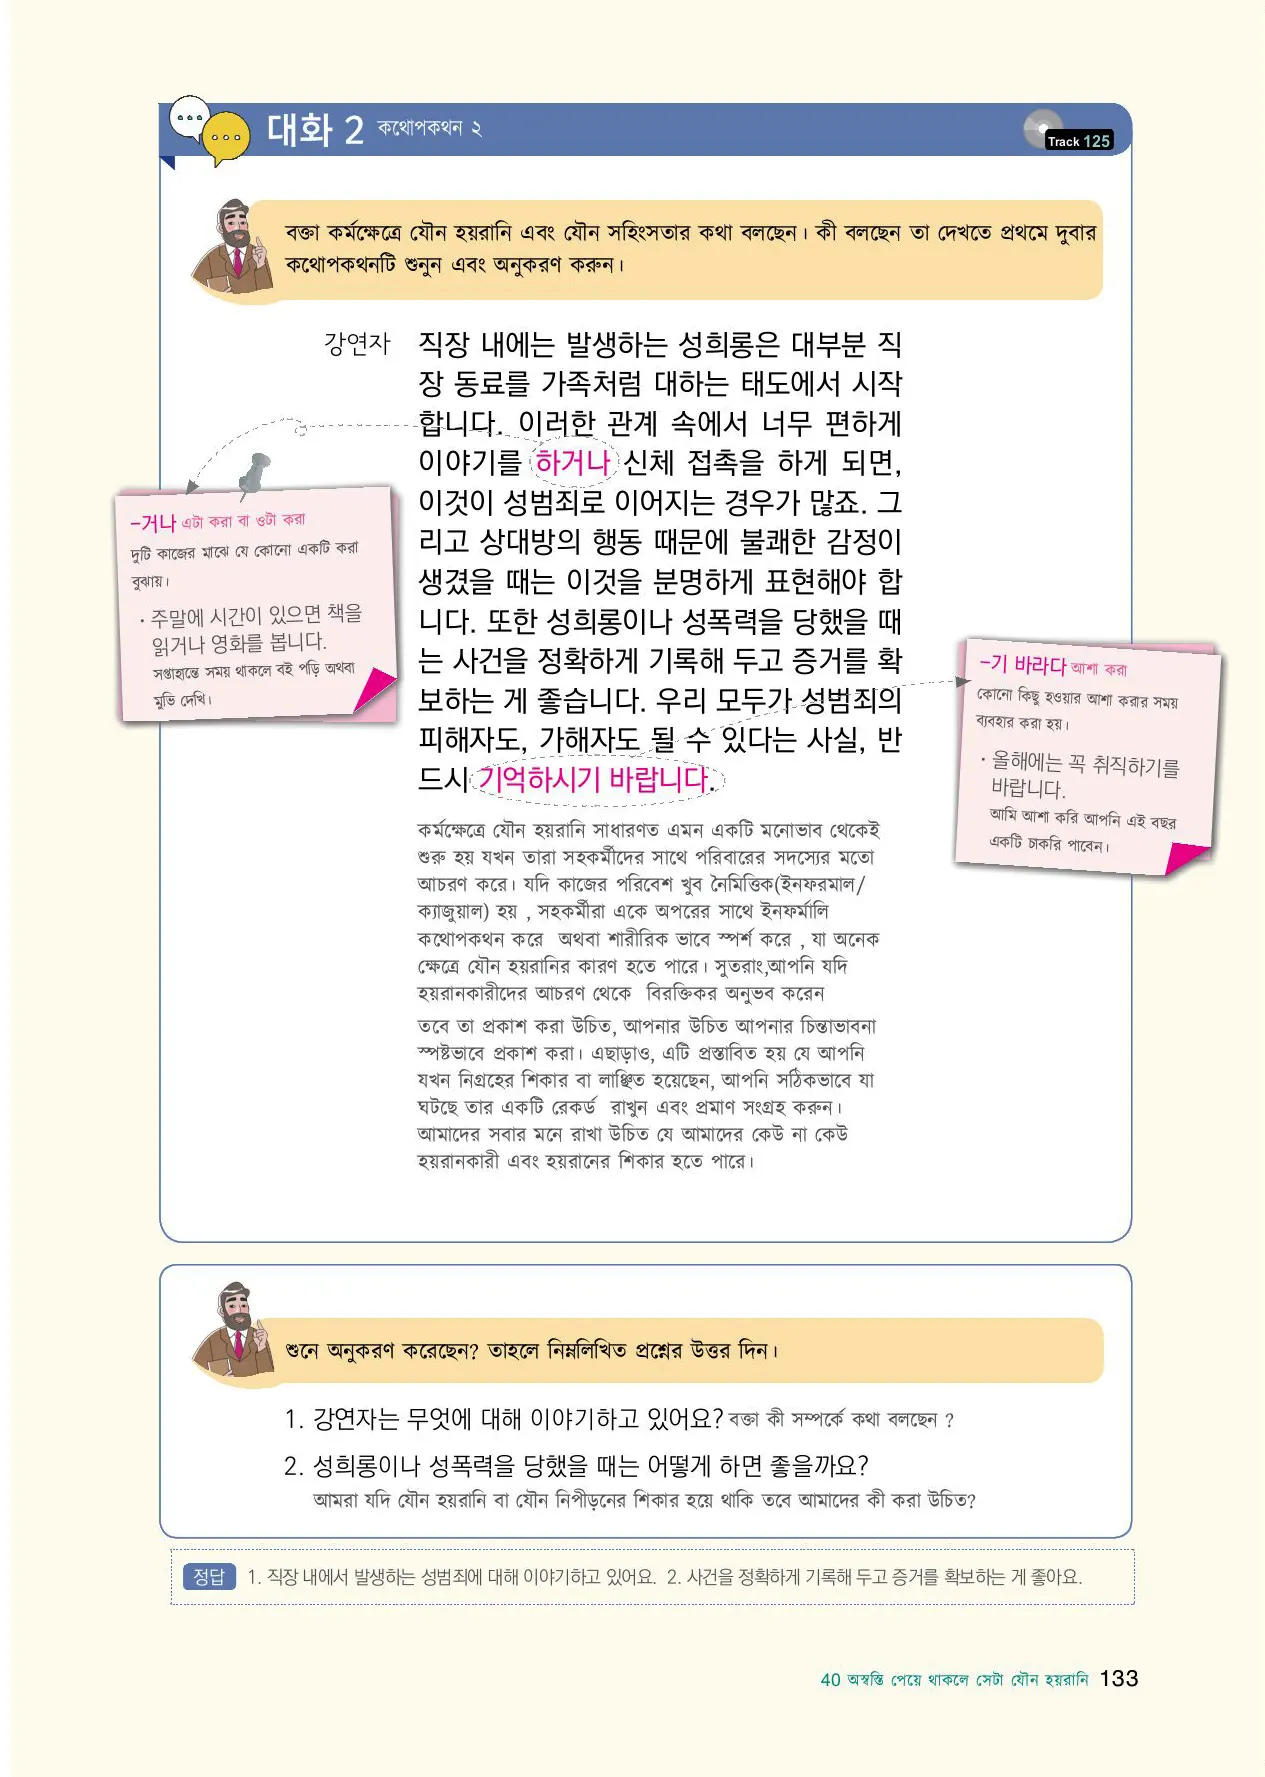 대화 2 কথোপকথন ২
Track 125
বক্তা কর্মক্ষেত্রে যৌন হয়রানি এবং যৌন সহিংসতার কথা বলছেন। কী বলছেন তা দেখতে প্রথমে দুবার
কথোপকথনটি শুনুন এবং অনুকরণ করুন।
강연자
직장 내에는 발생하는 성희롱은 대부분 직
장 동료를 가족처럼 대하는 태도에서 시작
합니다. 이러한 관계 속에서 너무 편하게
이야기를 하거나 신체 접촉을 하게 되면,
이것이 성범죄로 이어지는 경우가 많죠. 그
리고 상대방의 행동 때문에 불쾌한 감정이
생겼을 때는 이것을 분명하게 표현해야 합
니다. 또한 성희롱이나 성폭력을 당했을 때
는 사건을 정확하게 기록해 두고 증거를 확
보하는 게 좋습니다. 우리 모두가 성범죄의
피해자도, 가해자도 될 수 있다는 사실, 반
드시 기억하시기 바랍니다.
-거나 এটা করা বা ওটা করা
দুটি কাজের মাঝে যে কোনো একটি করা
বুঝায়।
· 주말에 시간이 있으면 책을
읽거나 영화를 봅니다.
সপ্তাহান্তে সময় থাকলে বই পড়ি অথবা
মুভি দেখি।
-기 바라다 আশা করা
কোনো কিছু হওয়ার আশা করার সময়
ব্যবহার করা হয়।
· 올해에는 꼭 취직하기를
바랍니다.
আমি আশা করি আপনি এই বছর
একটি চাকরি পাবেন।
কর্মক্ষেত্রে যৌন হয়রানি সাধারণত এমন একটি মনোভাব থেকেই
শুরু হয় যখন তারা সহকর্মীদের সাথে পরিবারের সদস্যের মতো
আচরণ করে। যদি কাজের পরিবেশ খুব নৈমিত্তিক(ইনফরমাল/
ক্যাজুয়াল) হয় , সহকর্মীরা একে অপরের সাথে ইনফর্মালি
কথোপকথন করে অথবা শারীরিক ভাবে স্পর্শ করে , যা অনেক
ক্ষেত্রে যৌন হয়রানির কারণ হতে পারে। সুতরাং,আপনি যদি
হয়রানকারীদের আচরণ থেকে বিরক্তিকর অনুভব করেন
তবে তা প্রকাশ করা উচিত, আপনার উচিত আপনার চিন্তাভাবনা
স্পষ্টভাবে প্রকাশ করা। এছাড়াও, এটি প্রস্তাবিত হয় যে আপনি
যখন নিগ্রহের শিকার বা লাঞ্ছিত হয়েছেন, আপনি সঠিকভাবে যা
ঘটছে তার একটি রেকর্ড রাখুন এবং প্রমাণ সংগ্রহ করুন।
আমাদের সবার মনে রাখা উচিত যে আমাদের কেউ না কেউ
হয়রানকারী এবং হয়রানের শিকার হতে পারে।
শুনে অনুকরণ করেছেন? তাহলে নিম্নলিখিত প্রশ্নের উত্তর দিন।
1. 강연자는 무엇에 대해 이야기하고 있어요? বক্তা কী সম্পর্কে কথা বলছেন ?
2. 성희롱이나 성폭력을 당했을 때는 어떻게 하면 좋을까요?
আমরা যদি যৌন হয়রানি বা যৌন নিপীড়নের শিকার হয়ে থাকি তবে আমাদের কী করা উচিত?
정답 1. 직장 내에서 발생하는 성범죄에 대해 이야기하고 있어요. 2. 사건을 정확하게 기록해 두고 증거를 확보하는 게 좋아요.
40 অস্বস্তি পেয়ে থাকলে সেটা যৌন হয়রানি 133